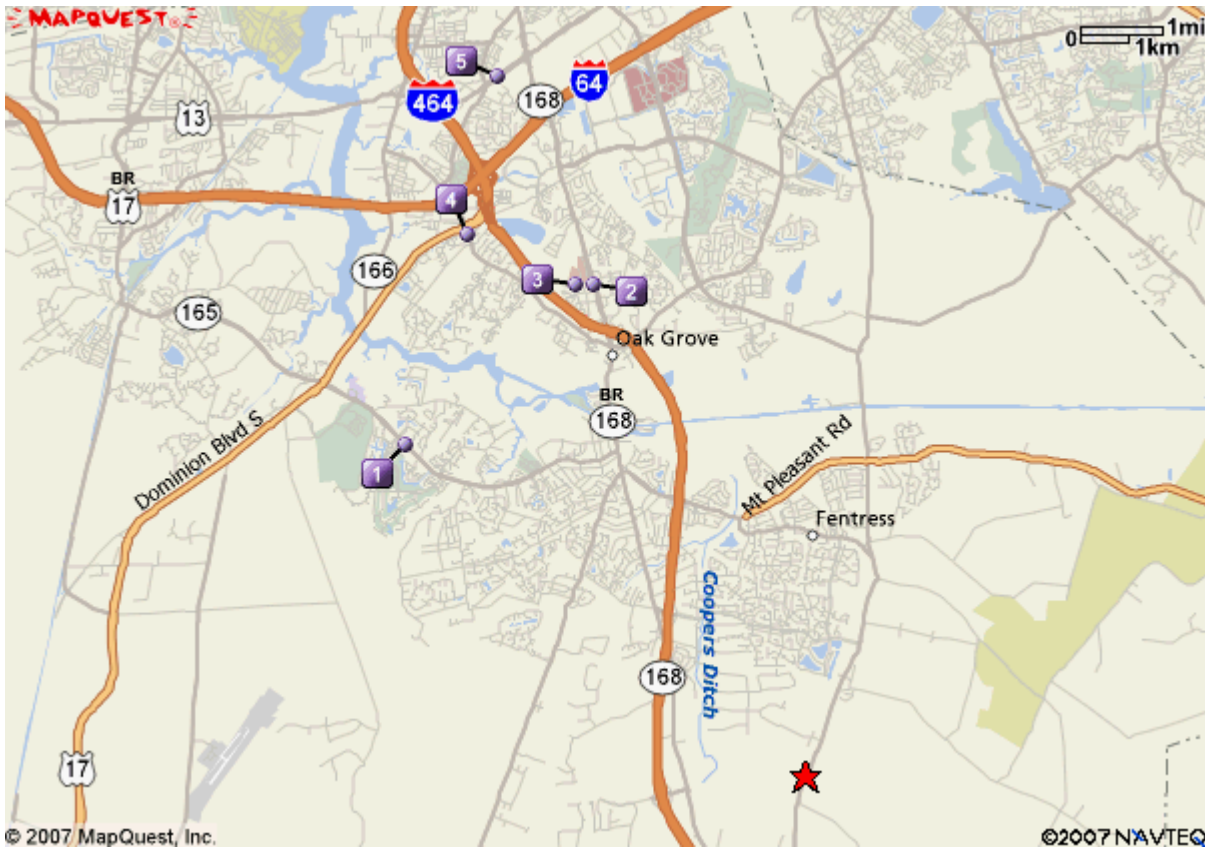 MAPQUEST®
0 1mi
1km
5
464
168
64
13
BR
17
4
166
3
2
165
Oak Grove
BR
168
Dominion Blvd S
1
Mt Pleasant Rd
Fentress
Coopers Ditch
168
17
© 2007 MapQuest, Inc.
©2007 NAVTEQ